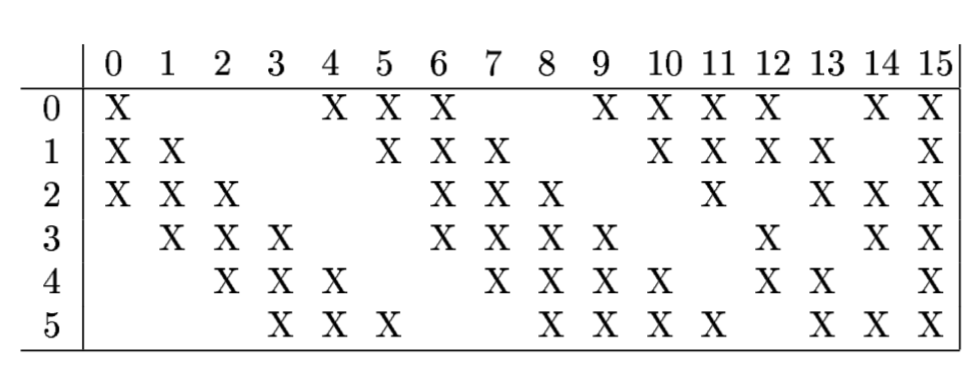 0 1 2 3 4 5 6 7 8 9 10 11 12 13 14 15
0 X X X X X X X X X X
1 X X X X X X X X X X
2 X X X X X X X X X X
3 X X X X X X X X X X
4 X X X X X X X X X X
5 X X X X X X X X X X